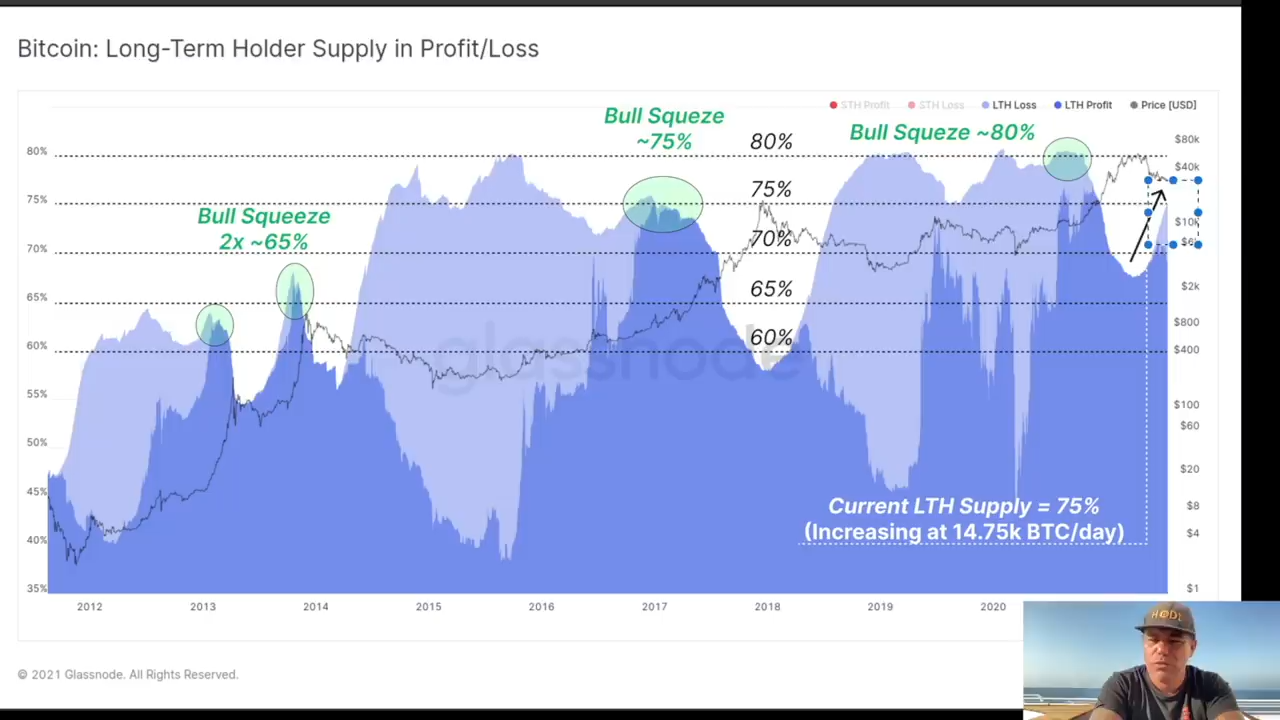 Bitcoin: Long-Term Holder Supply in Profit/Loss
STH Profit STH Loss LTH Loss LTH Profit Price [USD]
Bull Squeze
~75%
Bull Squeze ~80%
Bull Squeeze
2x ~65%
80%
75%
70%
65%
60%
80%
75%
70%
65%
60%
55%
50%
45%
40%
35%
$80k
$40k
$10k
$6k
$2k
$800
$400
$100
$60
$20
$8
$4
$1
glassnode
Current LTH Supply = 75%
(Increasing at 14.75k BTC/day)
2012 2013 2014 2015 2016 2017 2018 2019 2020
© 2021 Glassnode. All Rights Reserved.
HODL